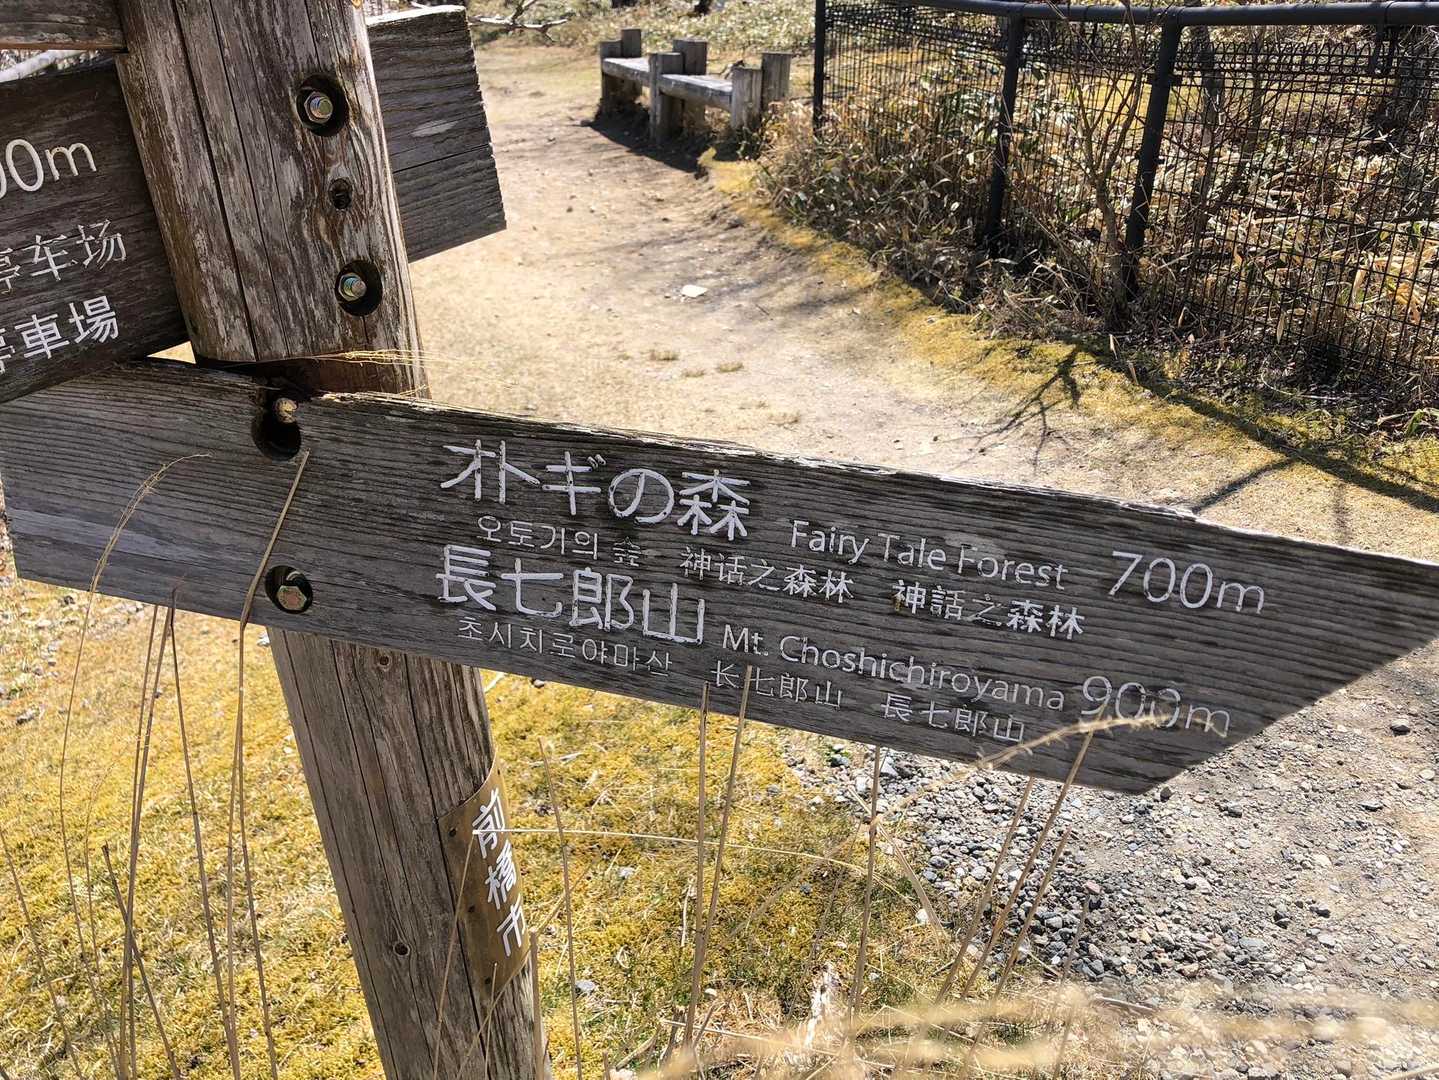 00m
停车场
停車場
オトギの森 Fairy Tale Forest 700m
오토기의 숲 神话之森林 神話之森林
長七郎山 Mt. Choshichiroyama 900m
초시치로야마산 长七郎山 長七郎山
前橋市